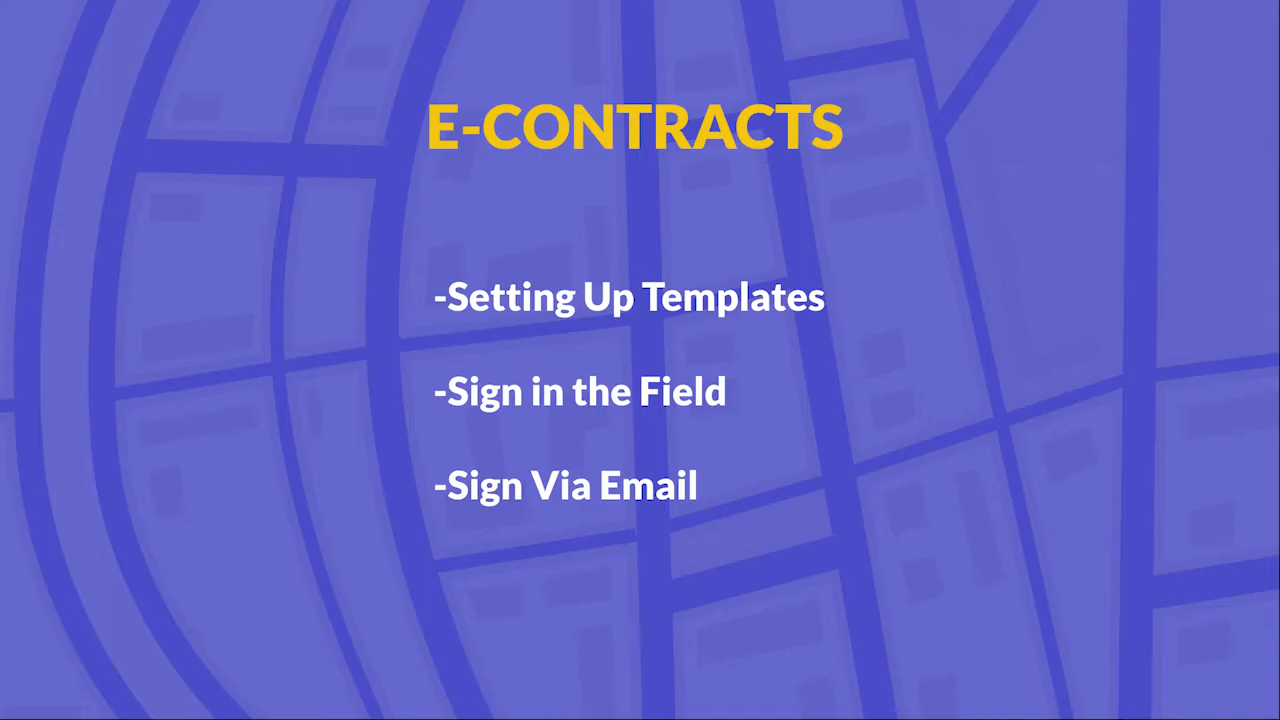 E-CONTRACTS
-Setting Up Templates
-Sign in the Field
-Sign Via Email